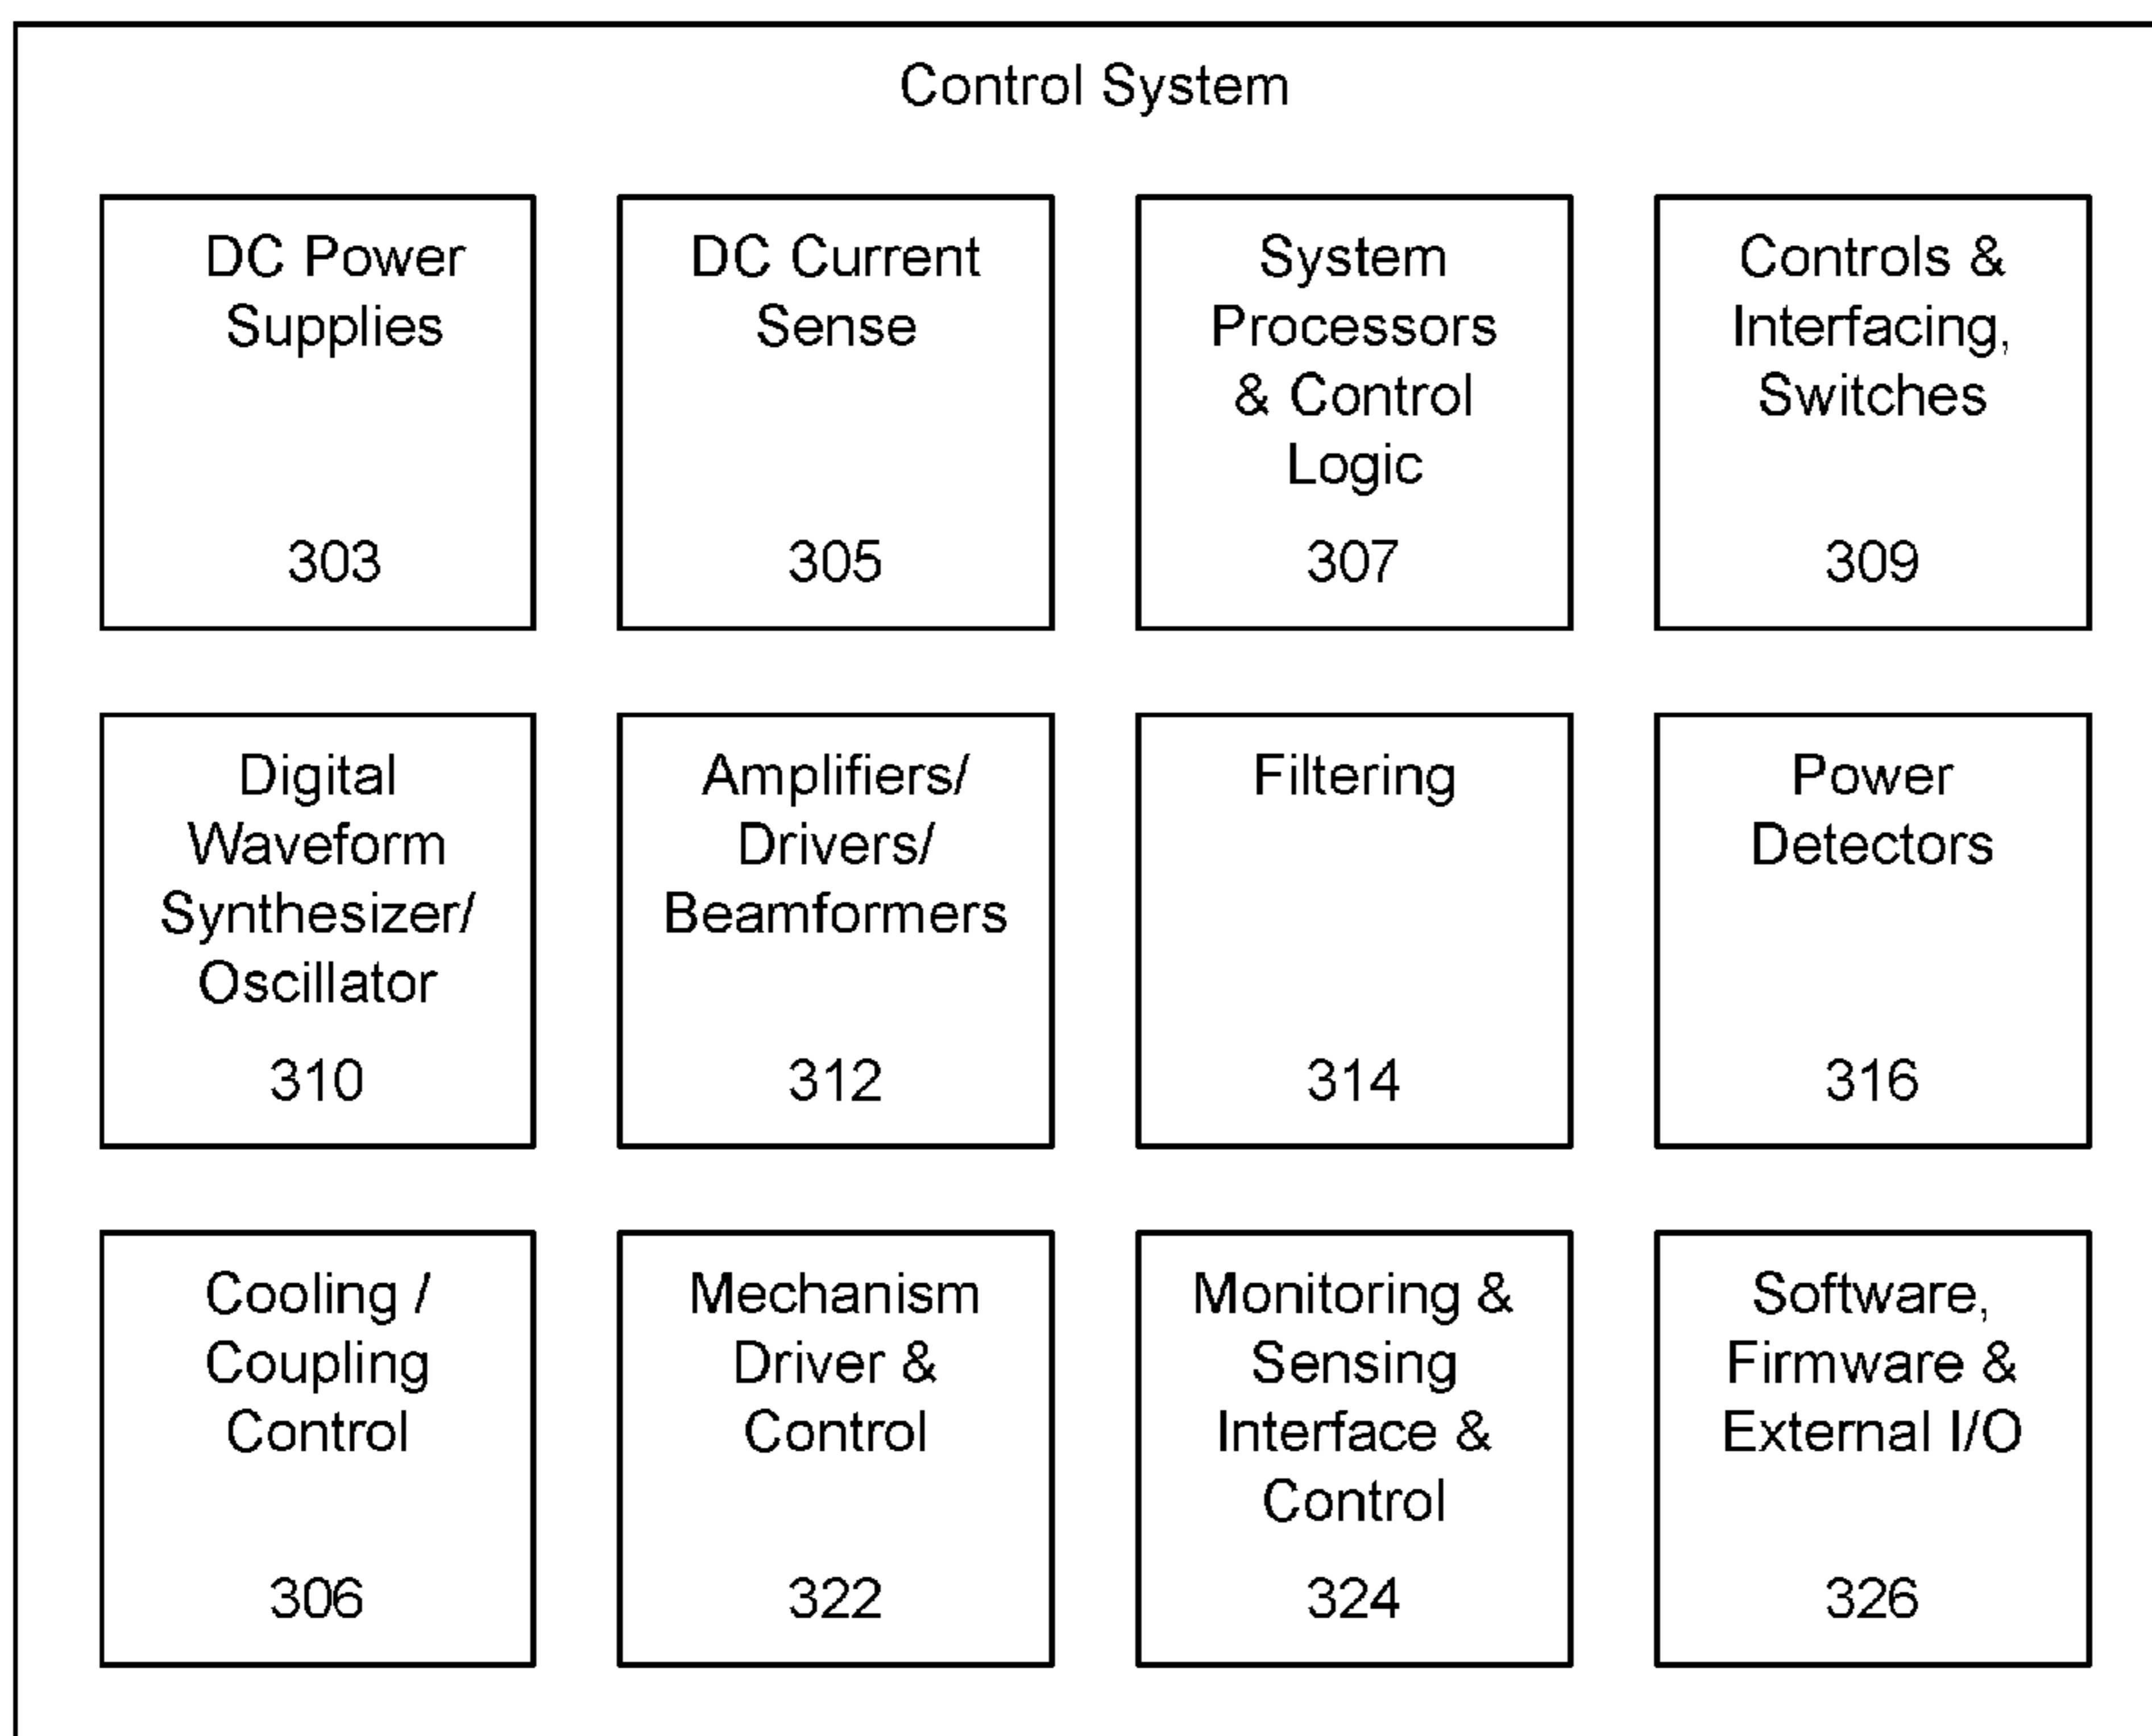 Control System
DC Power
Supplies
303
DC Current
Sense
305
System
Processors
& Control
Logic
307
Controls &
Interfacing,
Switches
309
Digital
Waveform
Synthesizer/
Oscillator
310
Amplifiers/
Drivers/
Beamformers
312
Filtering
314
Power
Detectors
316
Cooling /
Coupling
Control
306
Mechanism
Driver &
Control
322
Monitoring &
Sensing
Interface &
Control
324
Software,
Firmware &
External I/O
326